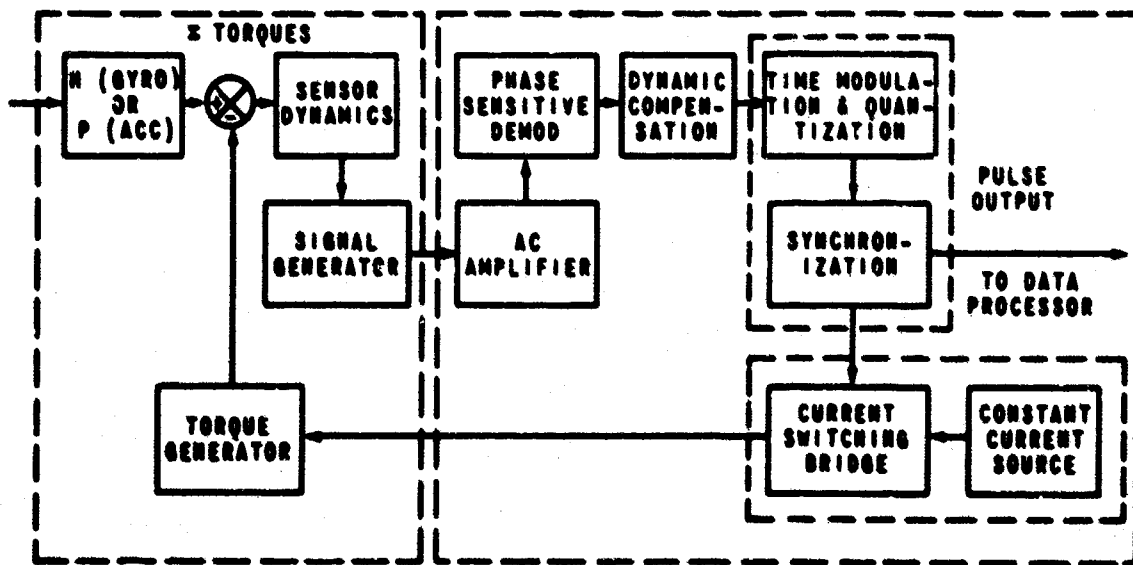 Σ TORQUES
H (GYRO)
OR
P (ACC)
+
-
SENSOR
DYNAMICS
SIGNAL
GENERATOR
TORQUE
GENERATOR
PHASE
SENSITIVE
DEMOD
DYNAMIC
COMPEN-
SATION
TIME MODULA-
TION & QUAN-
TIZATION
AC
AMPLIFIER
SYNCHRON-
IZATION
PULSE
OUTPUT
TO DATA
PROCESSOR
CURRENT
SWITCHING
BRIDGE
CONSTANT
CURRENT
SOURCE